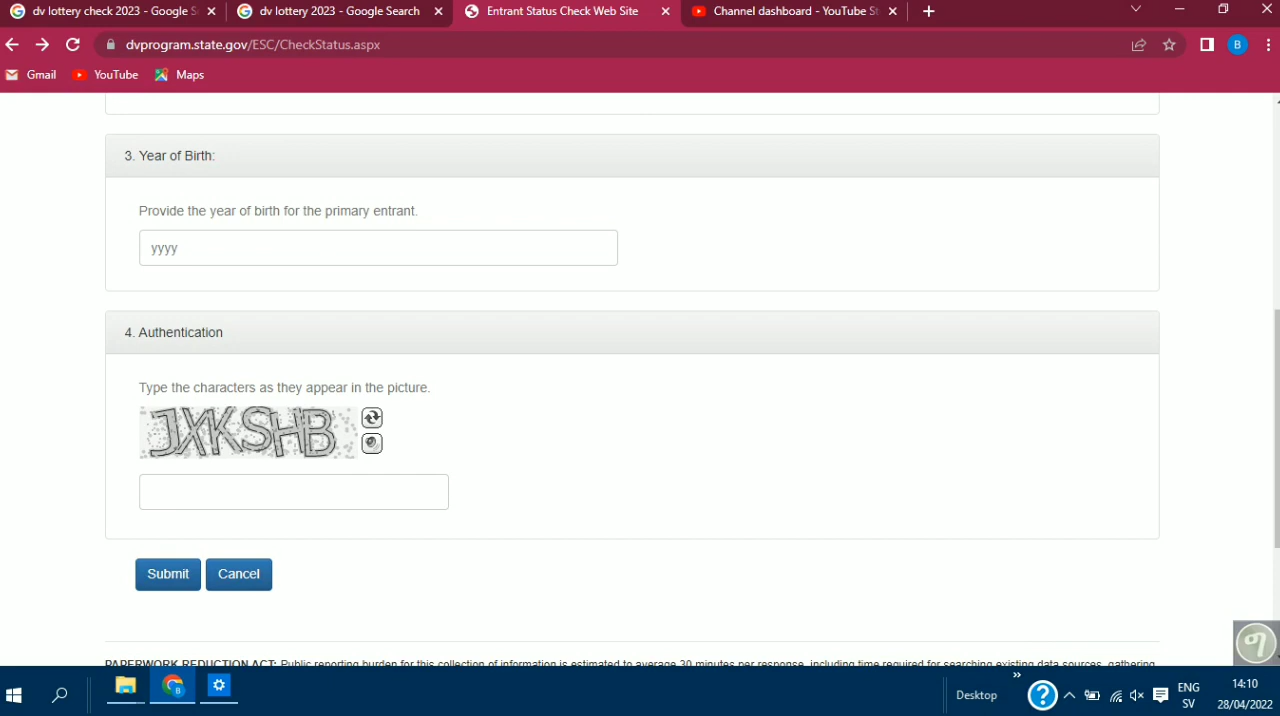 dv lottery check 2023 - Google S
dv lottery 2023 - Google Search
Entrant Status Check Web Site
Channel dashboard - YouTube St
dvprogram.state.gov/ESC/CheckStatus.aspx
B
Gmail
YouTube
Maps
3. Year of Birth:
Provide the year of birth for the primary entrant.
yyyy
4. Authentication
Type the characters as they appear in the picture.
JXKSHB
Submit
Cancel
PAPERWORK REDUCTION ACT: Public reporting burden for this collection of information is estimated to average 30 minutes per response, including time required for searching existing data sources, gathering
Desktop
ENG
SV
14:10
28/04/2022